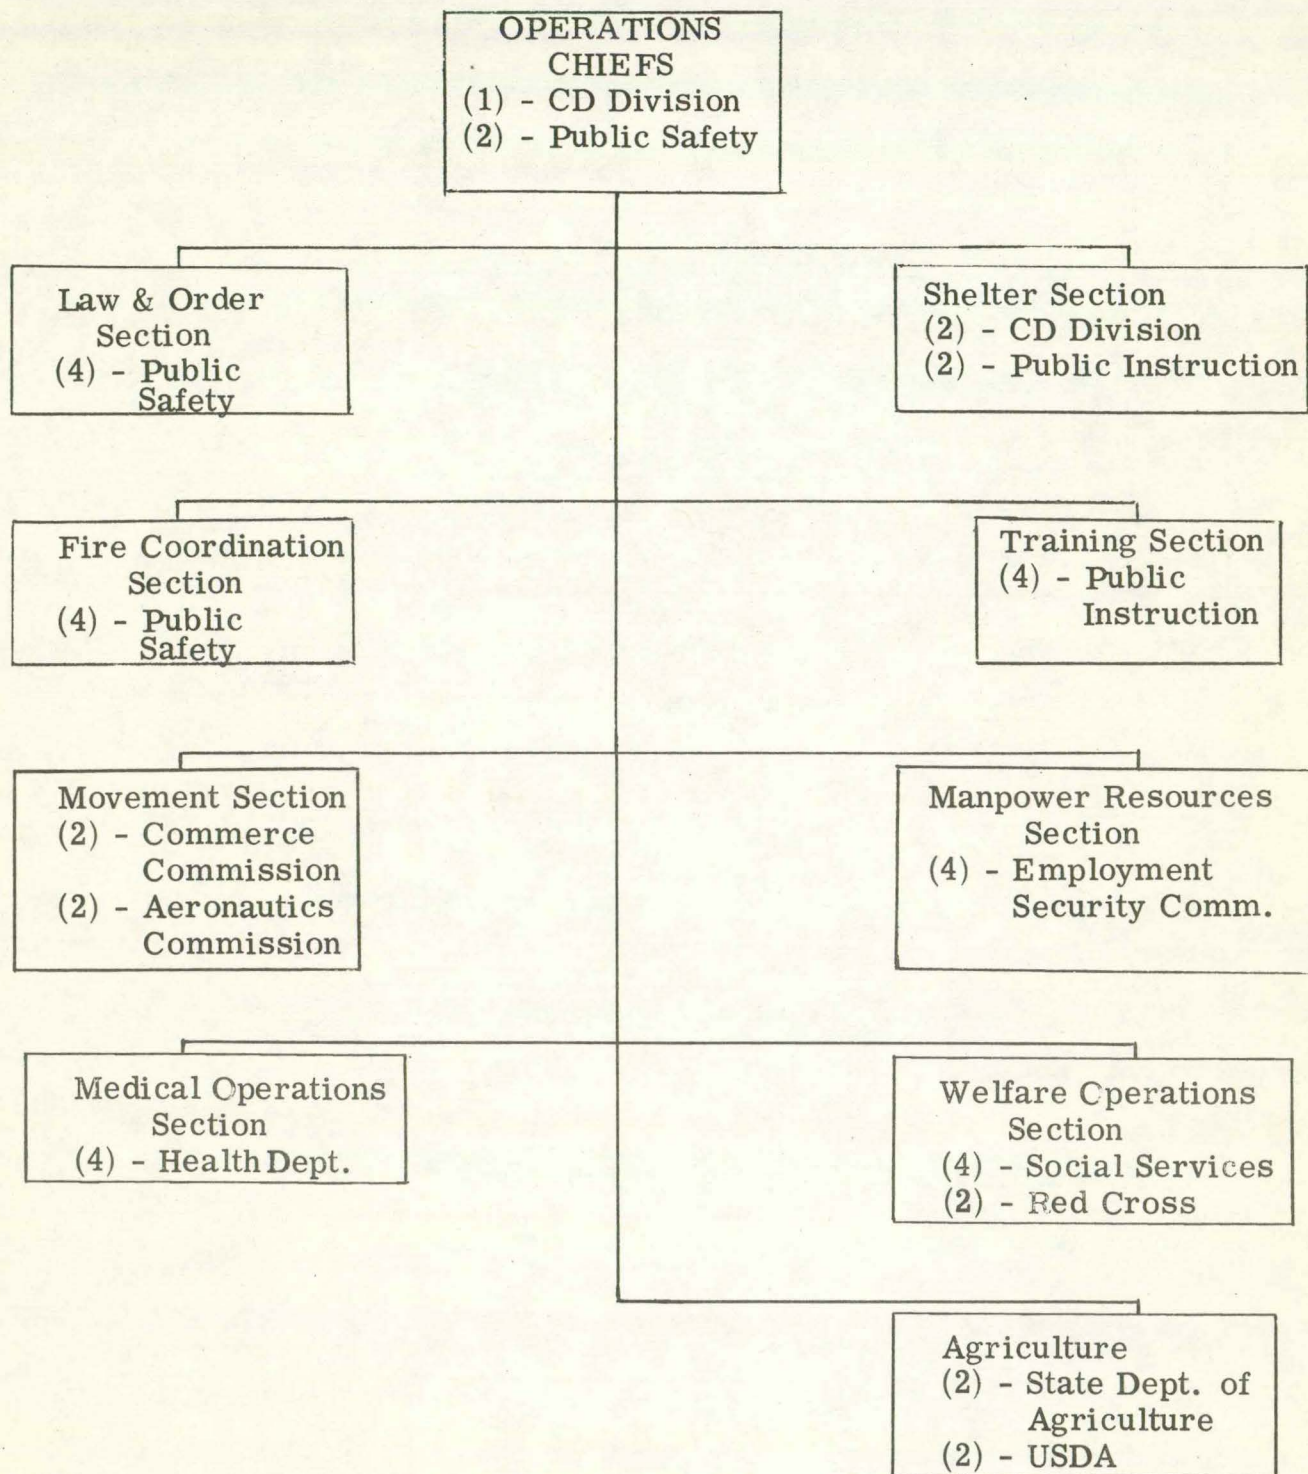 OPERATIONS
CHIEFS
(1) - CD Division
(2) - Public Safety
Law & Order
Section
(4) - Public
Safety
Shelter Section
(2) - CD Division
(2) - Public Instruction
Fire Coordination
Section
(4) - Public
Safety
Training Section
(4) - Public
Instruction
Movement Section
(2) - Commerce
Commission
(2) - Aeronautics
Commission
Manpower Resources
Section
(4) - Employment
Security Comm.
Medical Operations
Section
(4) - Health Dept.
Welfare Operations
Section
(4) - Social Services
(2) - Red Cross
Agriculture
(2) - State Dept. of
Agriculture
(2) - USDA